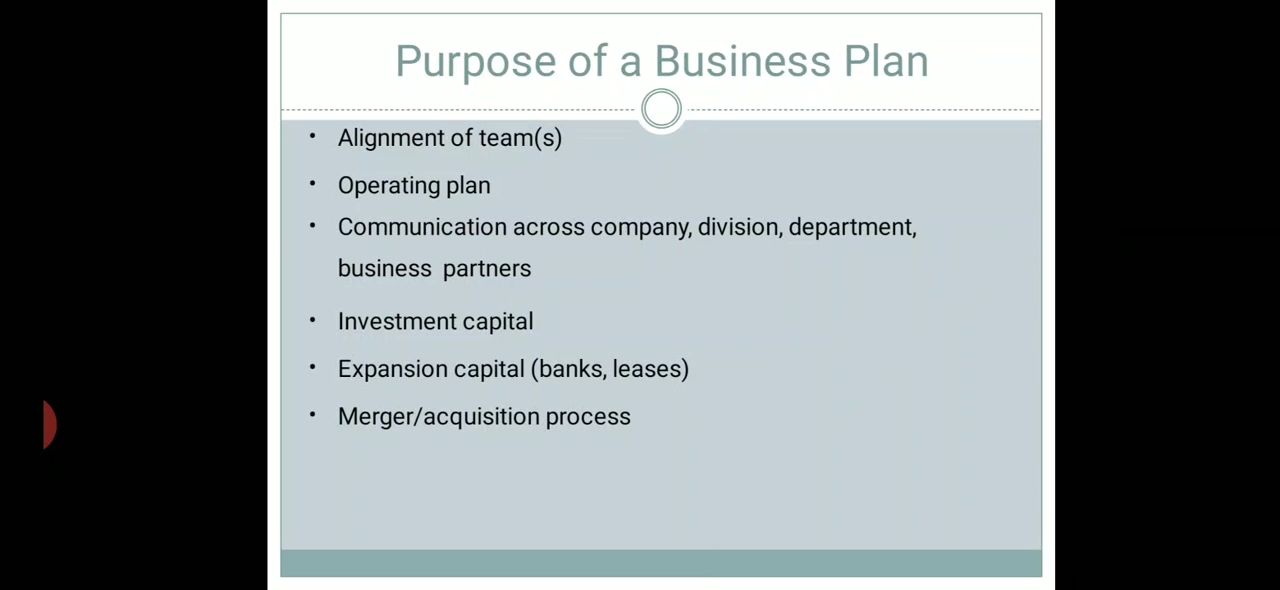 Purpose of a Business Plan
• Alignment of team(s)
• Operating plan
• Communication across company, division, department,
business partners
• Investment capital
• Expansion capital (banks, leases)
• Merger/acquisition process